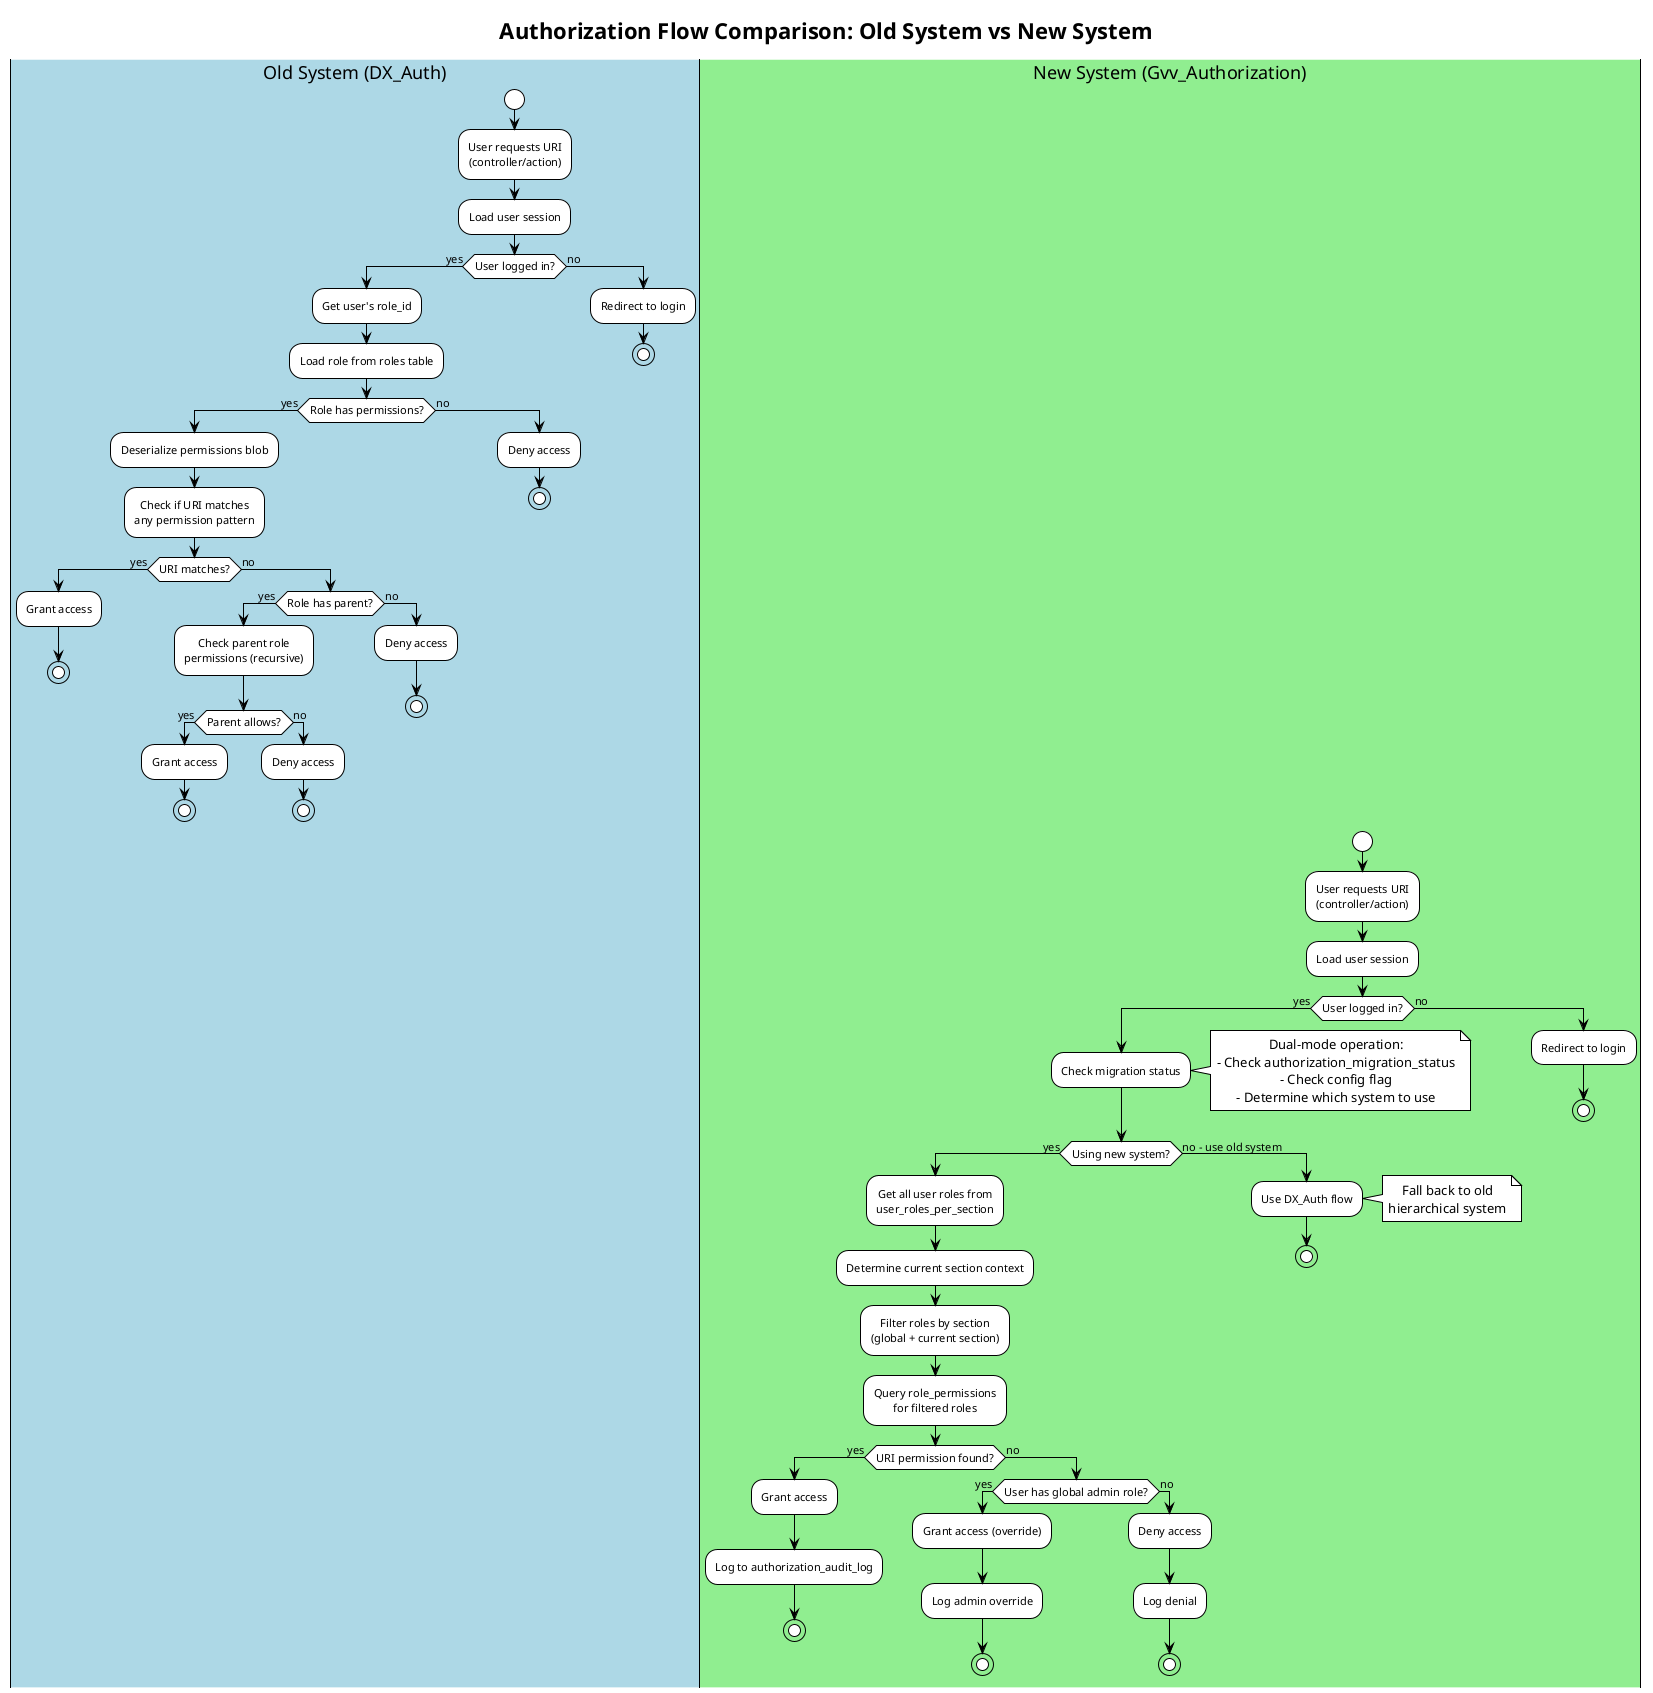 Authorization Flow Comparison: Old System vs New System
Old System (DX_Auth)
New System (Gvv_Authorization)
User requests URI
(controller/action)
Load user session
User logged in?
yes
no
Get user's role_id
Redirect to login
Load role from roles table
Role has permissions?
yes
no
Deserialize permissions blob
Deny access
Check if URI matches
any permission pattern
URI matches?
yes
no
Grant access
Role has parent?
yes
no
Check parent role
permissions (recursive)
Deny access
Parent allows?
yes
no
Grant access
Deny access
User requests URI
(controller/action)
Load user session
User logged in?
yes
no
Check migration status
Dual-mode operation:
- Check authorization_migration_status
- Check config flag
- Determine which system to use
Redirect to login
Using new system?
yes
no - use old system
Get all user roles from
user_roles_per_section
Use DX_Auth flow
Fall back to old
hierarchical system
Determine current section context
Filter roles by section
(global + current section)
Query role_permissions
for filtered roles
URI permission found?
yes
no
Grant access
Log to authorization_audit_log
User has global admin role?
yes
no
Grant access (override)
Log admin override
Deny access
Log denial